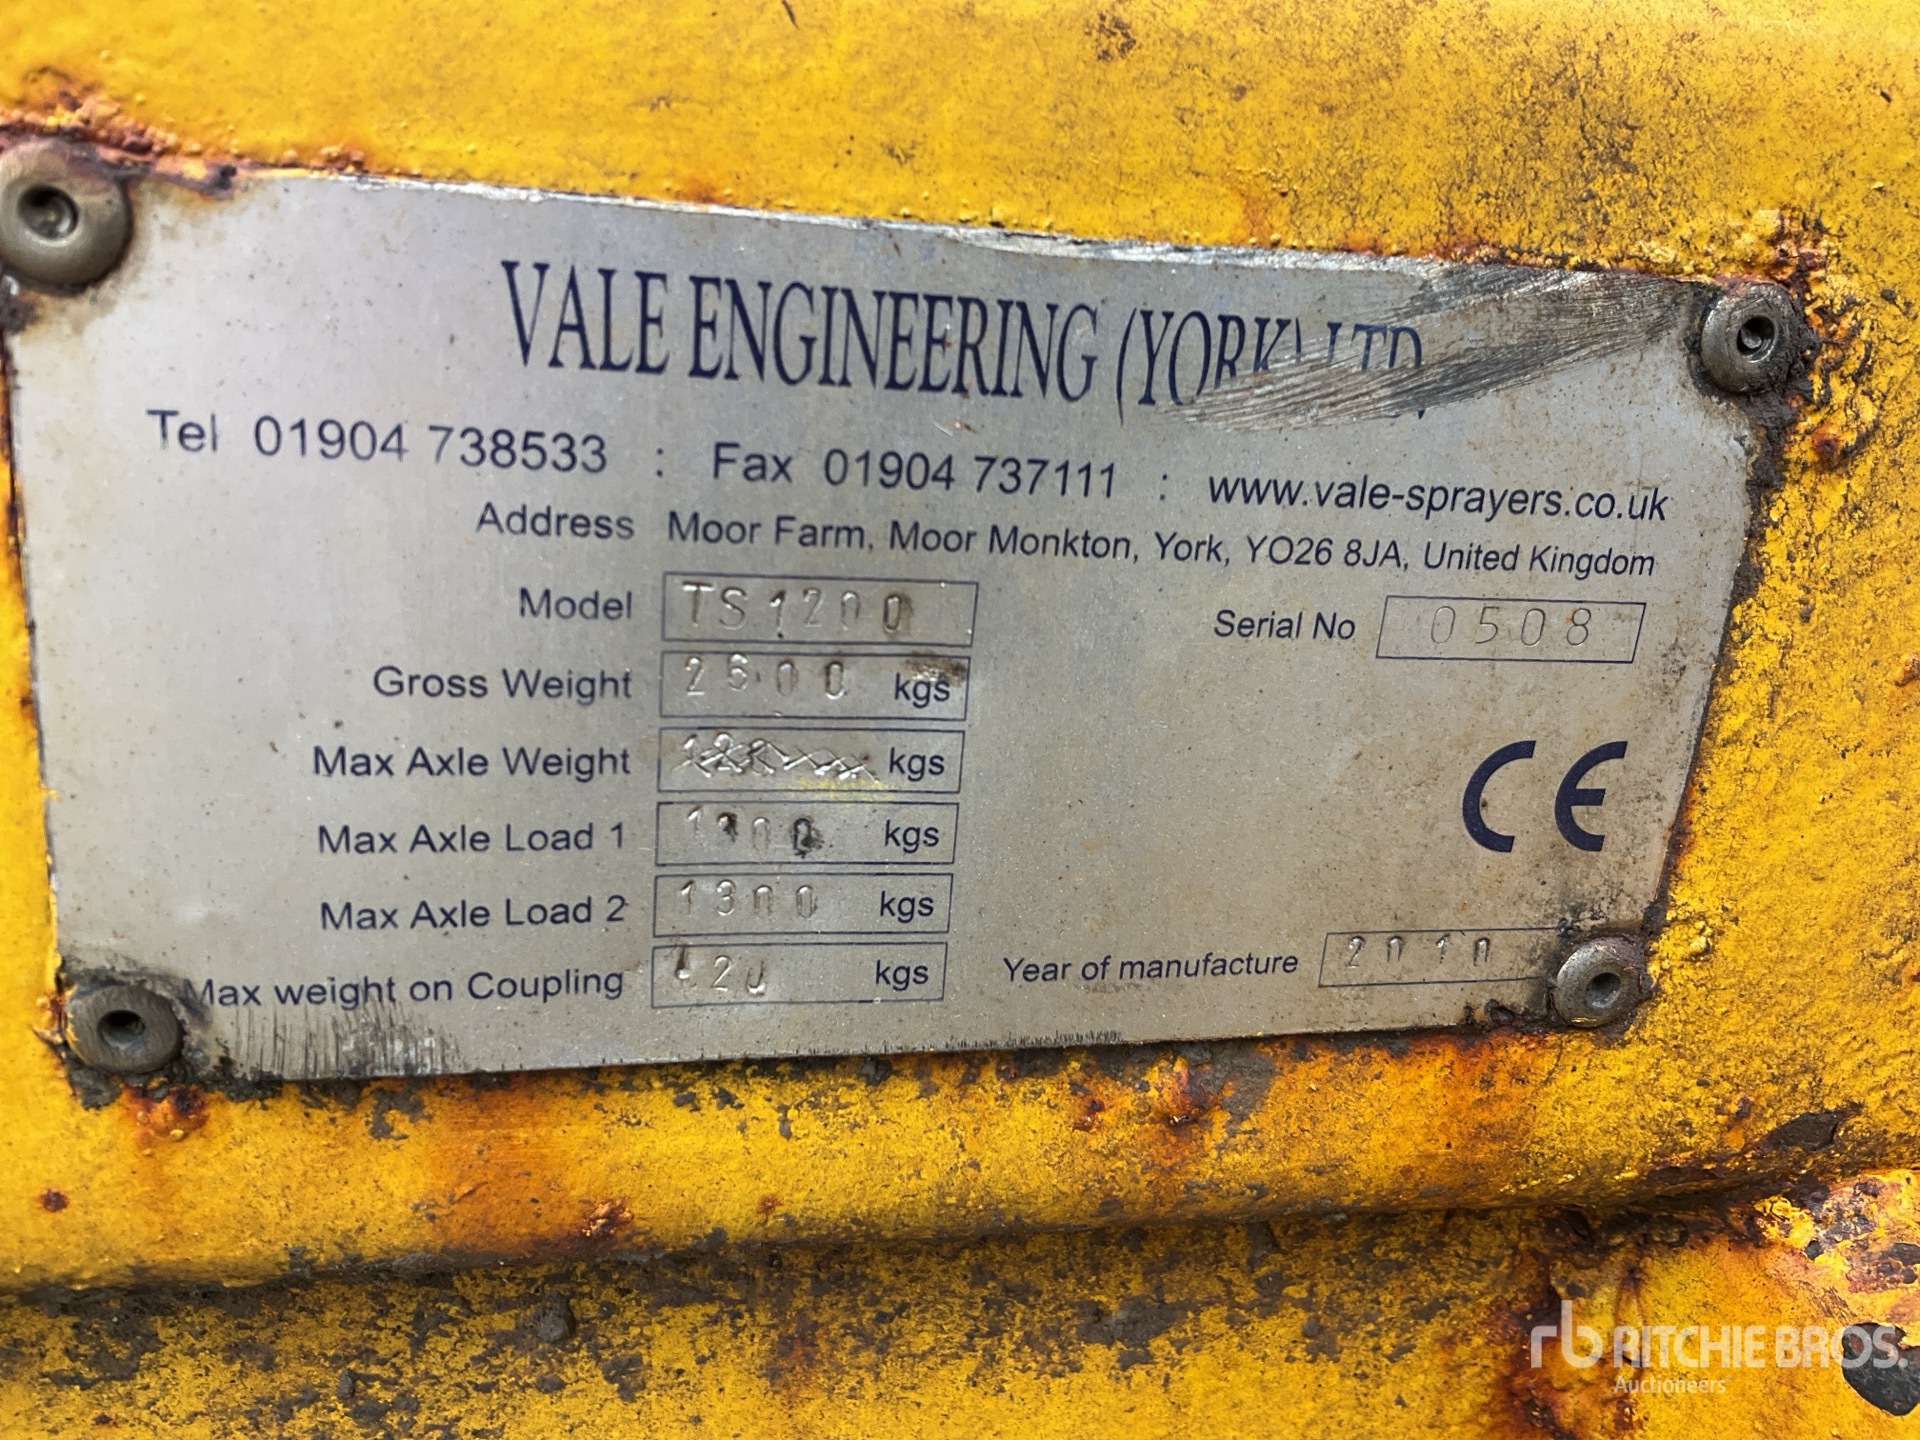 VALE ENGINEERING (YORK) LTD.
Tel 01904 738533 : Fax 01904 737111 : www.vale-sprayers.co.uk
Address Moor Farm, Moor Monkton, York, YO26 8JA, United Kingdom
Model TS1200 Serial No 0508
Gross Weight 2600 kgs
Max Axle Weight kgs
Max Axle Load 1 1300 kgs
CE
Max Axle Load 2 1300 kgs
Max weight on Coupling kgs Year of manufacture 2010
rb RITCHIE BROS.
Auctioneers